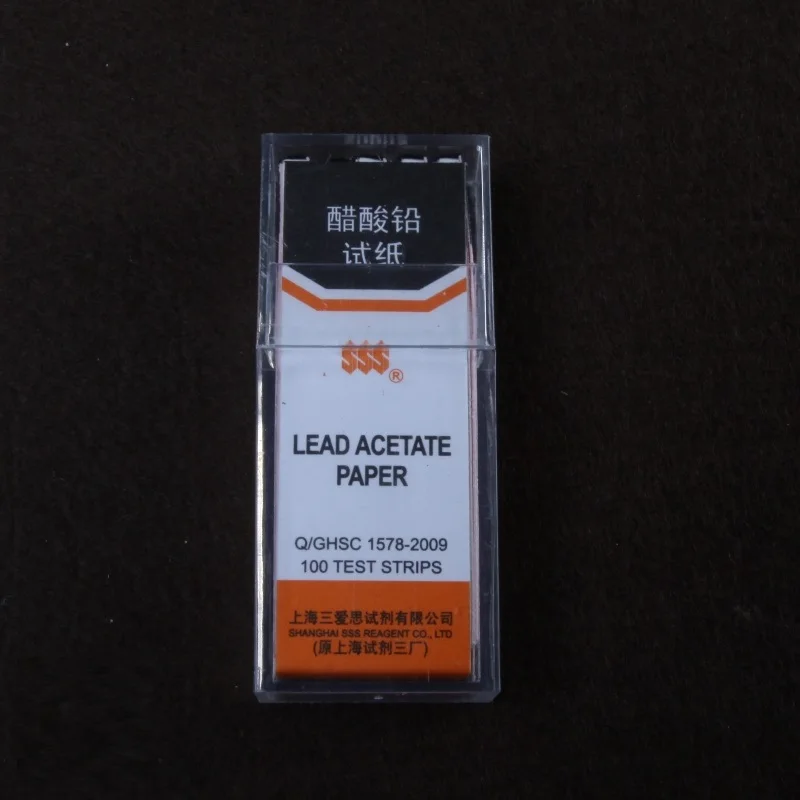 醋酸铅
试纸
SSS®
LEAD ACETATE
PAPER
Q/GHSC 1578-2009
100 TEST STRIPS
上海三爱思试剂有限公司
SHANGHAI SSS REAGENT CO., LTD
(原上海试剂三厂)